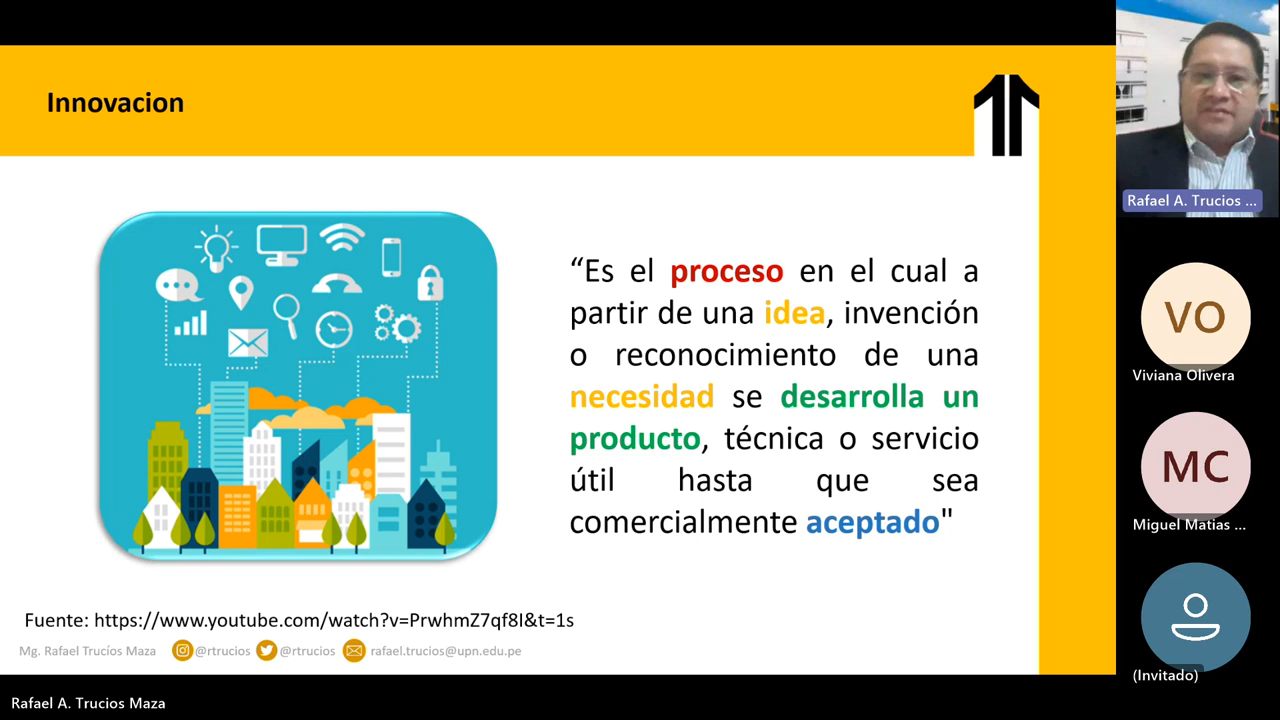 Innovacion
“Es el proceso en el cual a
partir de una idea, invención
o reconocimiento de una
necesidad se desarrolla un
producto, técnica o servicio
útil hasta que sea
comercialmente aceptado"
Fuente: https://www.youtube.com/watch?v=PrwhmZ7qf8I&t=1s
Mg. Rafael Trucíos Maza @rtrucios @rtrucios rafael.trucios@upn.edu.pe
Rafael A. Trucios Maza
Rafael A. Trucios ...
VO
Viviana Olivera
MC
Miguel Matias ...
(Invitado)